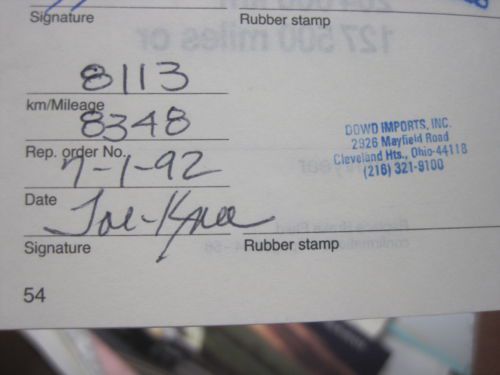 Signature
Rubber stamp
127 500 miles or
8113
km/Mileage
8348
Rep. order No.
7-1-92
Date
Signature
DOWD IMPORTS, INC.
2926 Mayfield Road
Cleveland Hts., Ohio 44118
(216) 321-9100
Rubber stamp
54